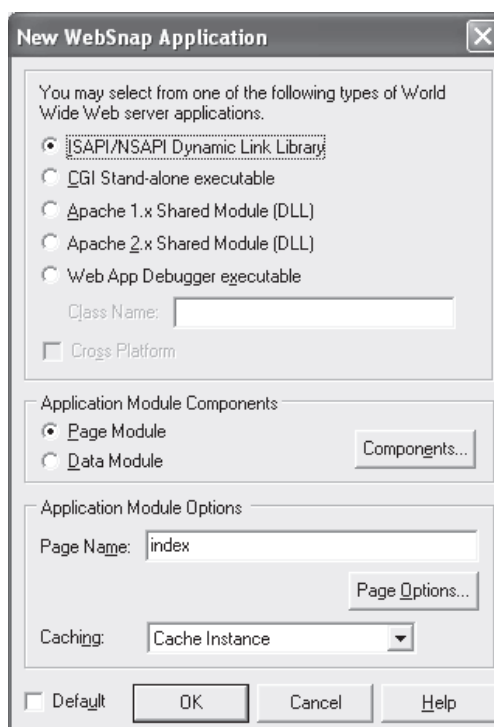 New WebSnap Application
You may select from one of the following types of World
Wide Web server applications.
ISAPI/NSAPI Dynamic Link Library
CGI Stand-alone executable
Apache 1.x Shared Module (DLL)
Apache 2.x Shared Module (DLL)
Web App Debugger executable
Class Name:
Cross Platform
Application Module Components
Page Module
Data Module
Components...
Application Module Options
Page Name: index
Page Options...
Caching: Cache Instance
Default OK Cancel Help